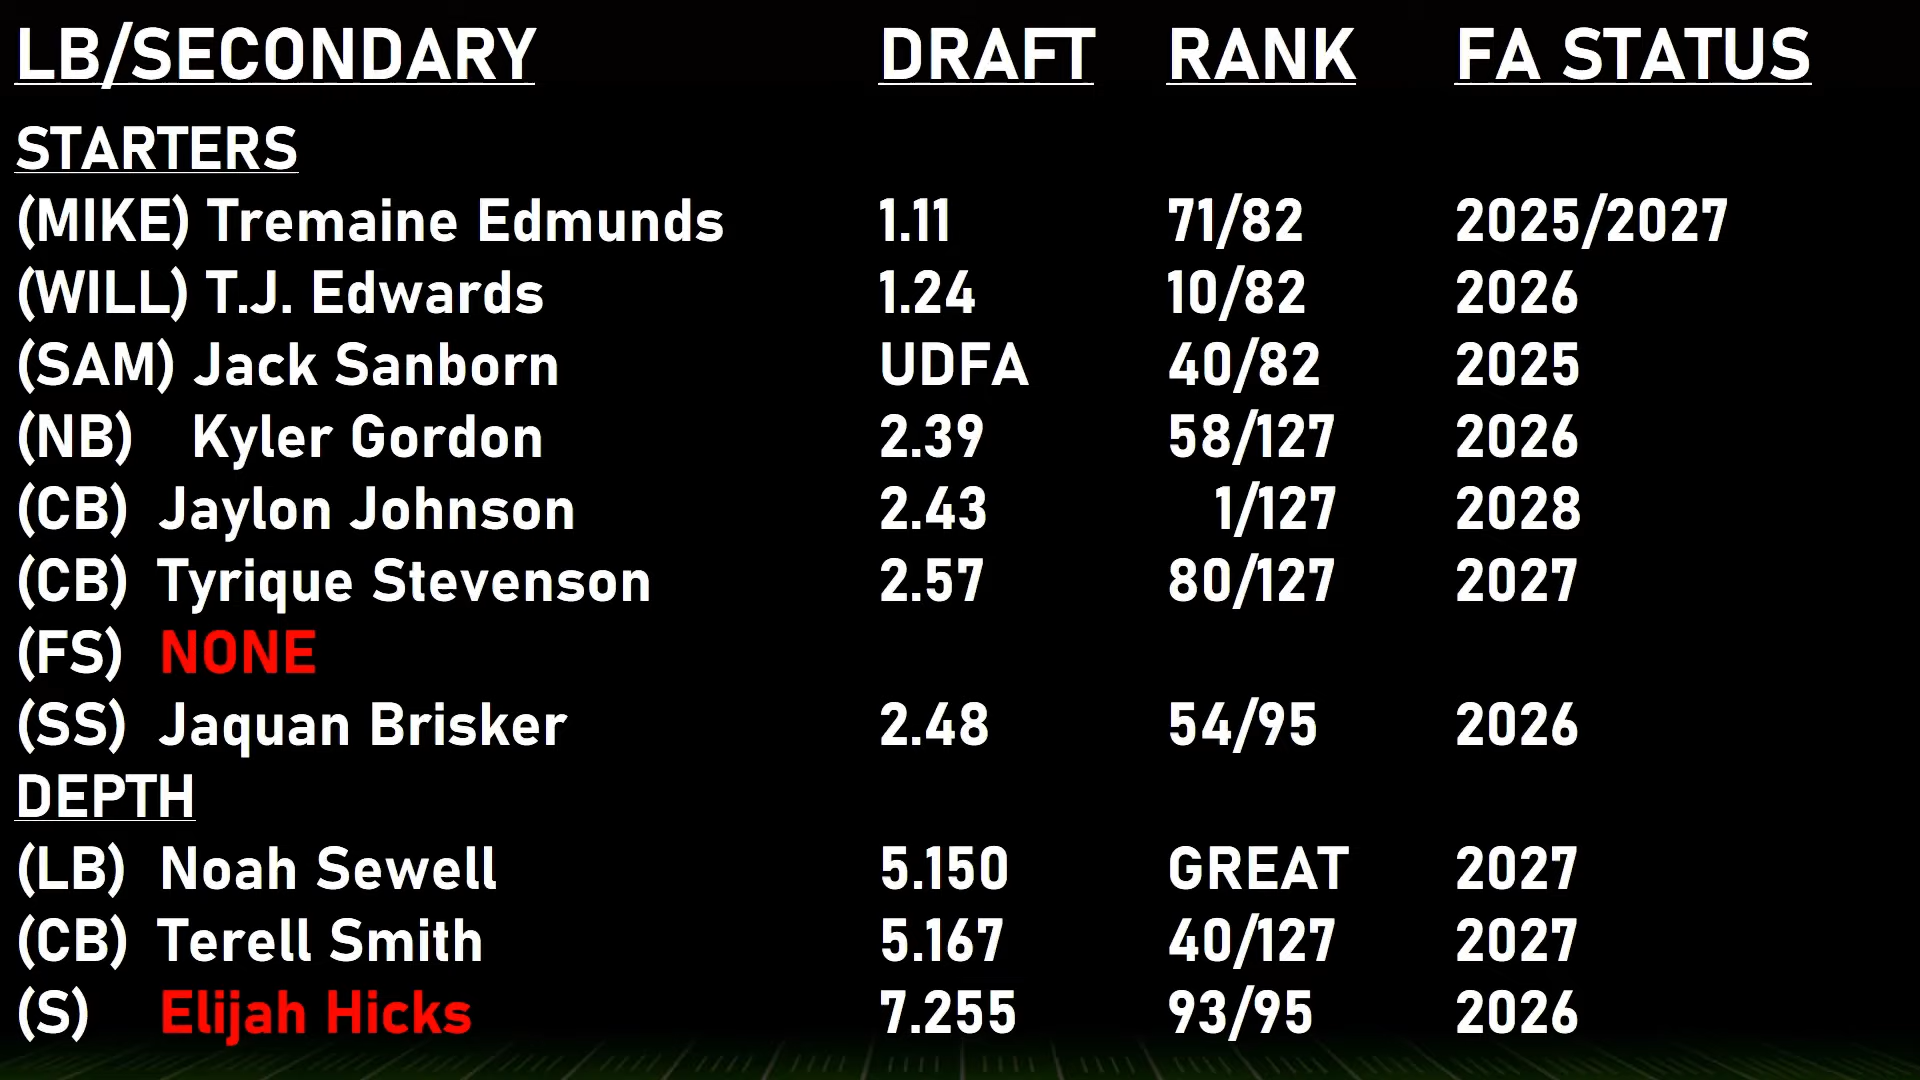 LB/SECONDARY DRAFT RANK FA STATUS
STARTERS
(MIKE) Tremaine Edmunds 1.11 71/82 2025/2027
(WILL) T.J. Edwards 1.24 10/82 2026
(SAM) Jack Sanborn UDFA 40/82 2025
(NB) Kyler Gordon 2.39 58/127 2026
(CB) Jaylon Johnson 2.43 1/127 2028
(CB) Tyrique Stevenson 2.57 80/127 2027
(FS) NONE
(SS) Jaquan Brisker 2.48 54/95 2026
DEPTH
(LB) Noah Sewell 5.150 GREAT 2027
(CB) Terell Smith 5.167 40/127 2027
(S) Elijah Hicks 7.255 93/95 2026